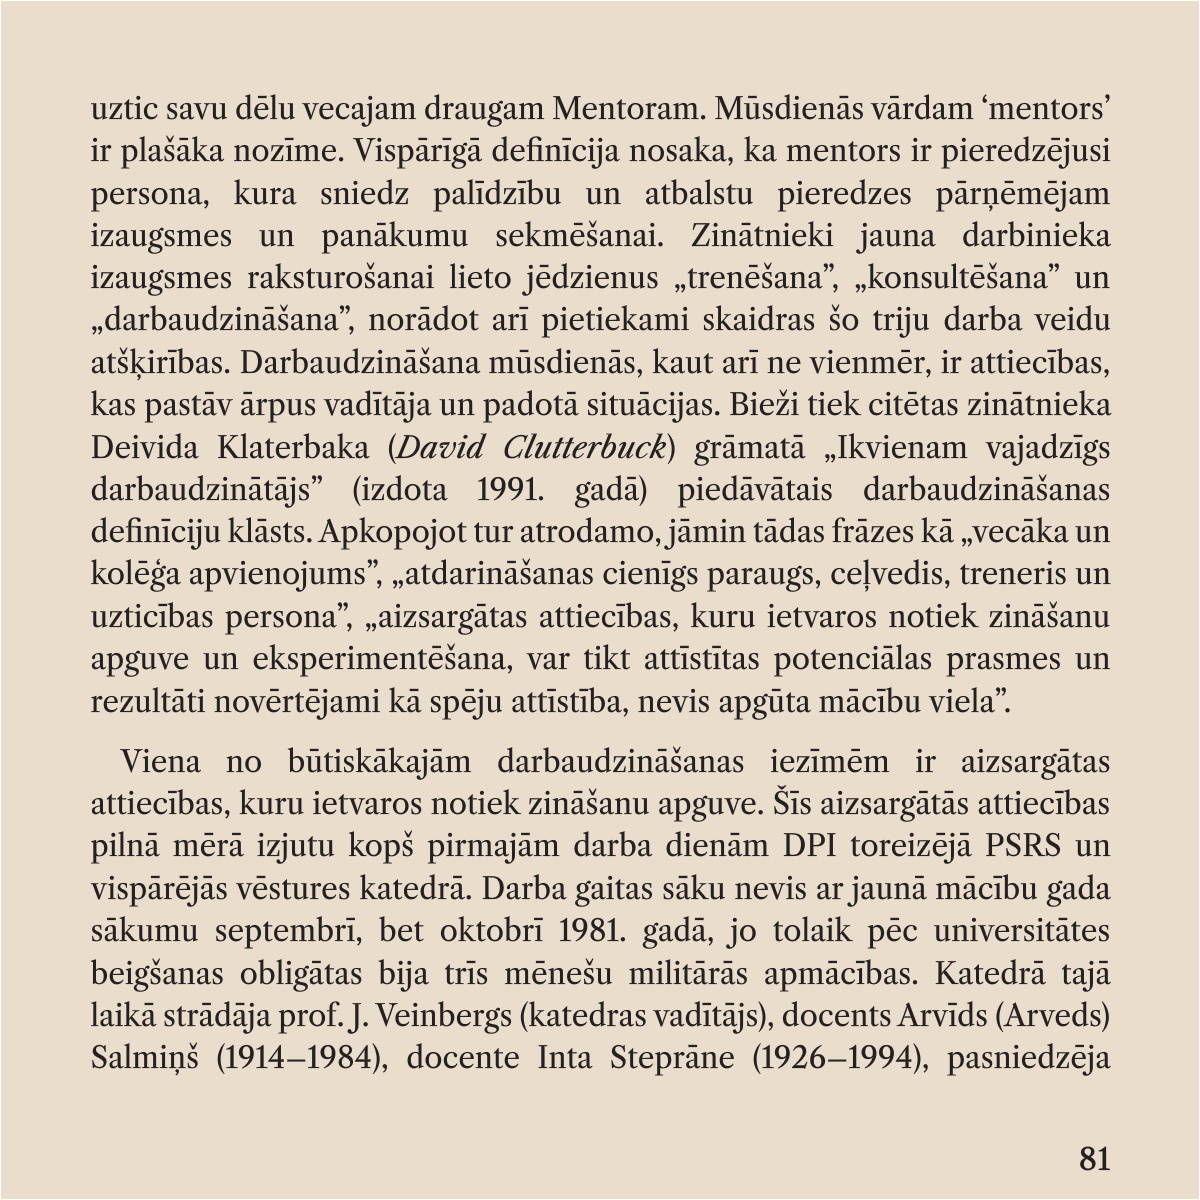 uztic savu dēlu vecajam draugam Mentoram. Mūsdienās vārdam ‘mentors’
ir plašāka nozīme. Vispārīgā definīcija nosaka, ka mentors ir pieredzējusi
persona, kura sniedz palīdzību un atbalstu pieredzes pārņēmējam
izaugsmes un panākumu sekmēšanai. Zinātnieki jauna darbinieka
izaugsmes raksturošanai lieto jēdzienus „trenēšana”, „konsultēšana” un
„darbaudzināšana”, norādot arī pietiekami skaidras šo triju darba veidu
atšķirības. Darbaudzināšana mūsdienās, kaut arī ne vienmēr, ir attiecības,
kas pastāv ārpus vadītāja un padotā situācijas. Bieži tiek citētas zinātnieka
Deivida Klaterbaka (David Clutterbuck) grāmatā „Ikvienam vajadzīgs
darbaudzinātājs” (izdota 1991. gadā) piedāvātais darbaudzināšanas
definīciju klāsts. Apkopojot tur atrodamo, jāmin tādas frāzes kā „vecāka un
kolēģa apvienojums”, „atdarināšanas cienīgs paraugs, ceļvedis, treneris un
uzticības persona”, „aizsargātas attiecības, kuru ietvaros notiek zināšanu
apguve un eksperimentēšana, var tikt attīstītas potenciālas prasmes un
rezultāti novērtējami kā spēju attīstība, nevis apgūta mācību viela”.
Viena no būtiskākajām darbaudzināšanas iezīmēm ir aizsargātas
attiecības, kuru ietvaros notiek zināšanu apguve. Šīs aizsargātās attiecības
pilnā mērā izjutu kopš pirmajām darba dienām DPI toreizējā PSRS un
vispārējās vēstures katedrā. Darba gaitas sāku nevis ar jaunā mācību gada
sākumu septembrī, bet oktobrī 1981. gadā, jo tolaik pēc universitātes
beigšanas obligātas bija trīs mēnešu militārās apmācības. Katedrā tajā
laikā strādāja prof. J. Veinbergs (katedras vadītājs), docents Arvīds (Arveds)
Salmiņš (1914–1984), docente Inta Steprāne (1926–1994), pasniedzēja
81